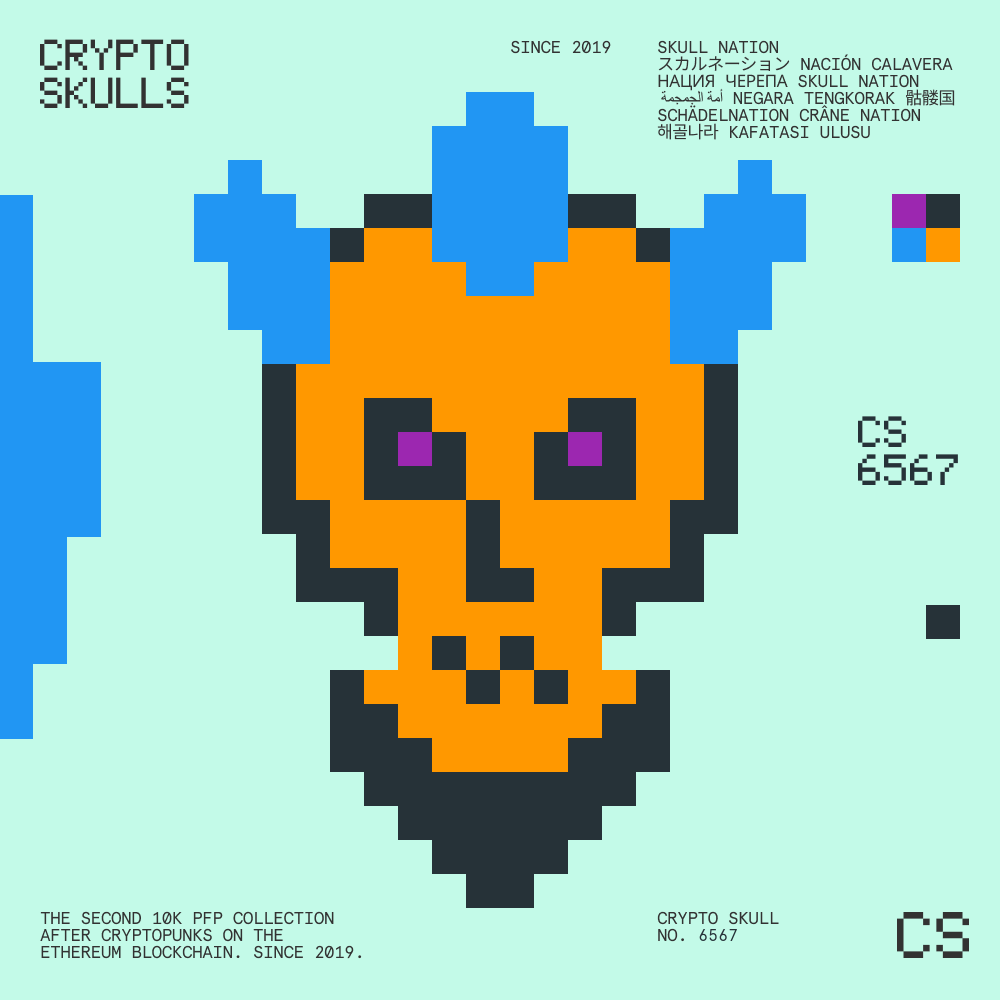 CRYPTO
SKULLS
SINCE 2019
SKULL NATION
スカルネーション NACIÓN CALAVERA
НАЦИЯ ЧЕРЕПА SKULL NATION
أمة الجمجمة NEGARA TENGKORAK 骷髅国
SCHÄDELNATION CRÂNE NATION
해골나라 KAFATASI ULUSU
CS
6567
THE SECOND 10K PFP COLLECTION
AFTER CRYPTOPUNKS ON THE
ETHEREUM BLOCKCHAIN. SINCE 2019.
CRYPTO SKULL
NO. 6567
CS